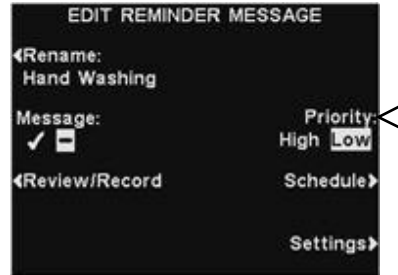 EDIT REMINDER MESSAGE
Rename:
Hand Washing
Message:
Priority:
High Low
Review/Record
Schedule
Settings